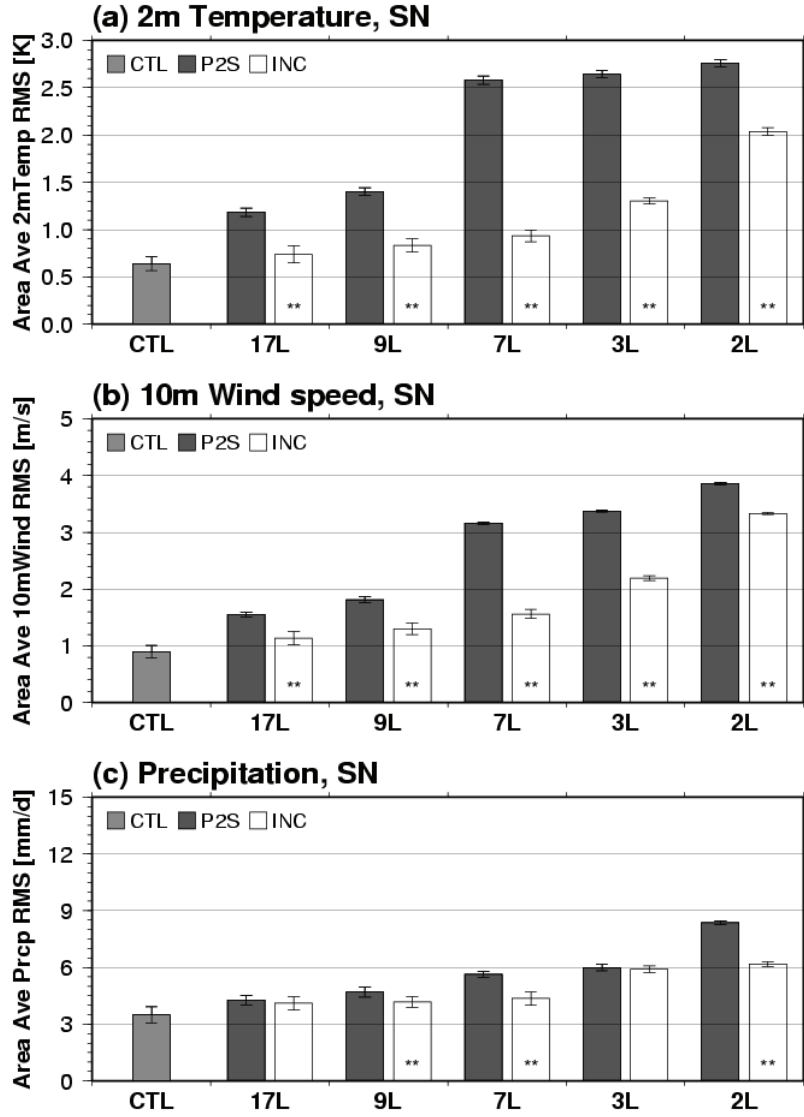 (a) 2m Temperature, SN
Area Ave 2mTemp RMS [K]
3.0
2.5
2.0
1.5
1.0
0.5
0.0
CTL P2S INC
** ** ** ** **
CTL 17L 9L 7L 3L 2L
(b) 10m Wind speed, SN
Area Ave 10mWind RMS [m/s]
5
4
3
2
1
0
CTL P2S INC
** ** ** ** **
CTL 17L 9L 7L 3L 2L
(c) Precipitation, SN
Area Ave Prcp RMS [mm/d]
15
12
9
6
3
0
CTL P2S INC
** ** **
CTL 17L 9L 7L 3L 2L